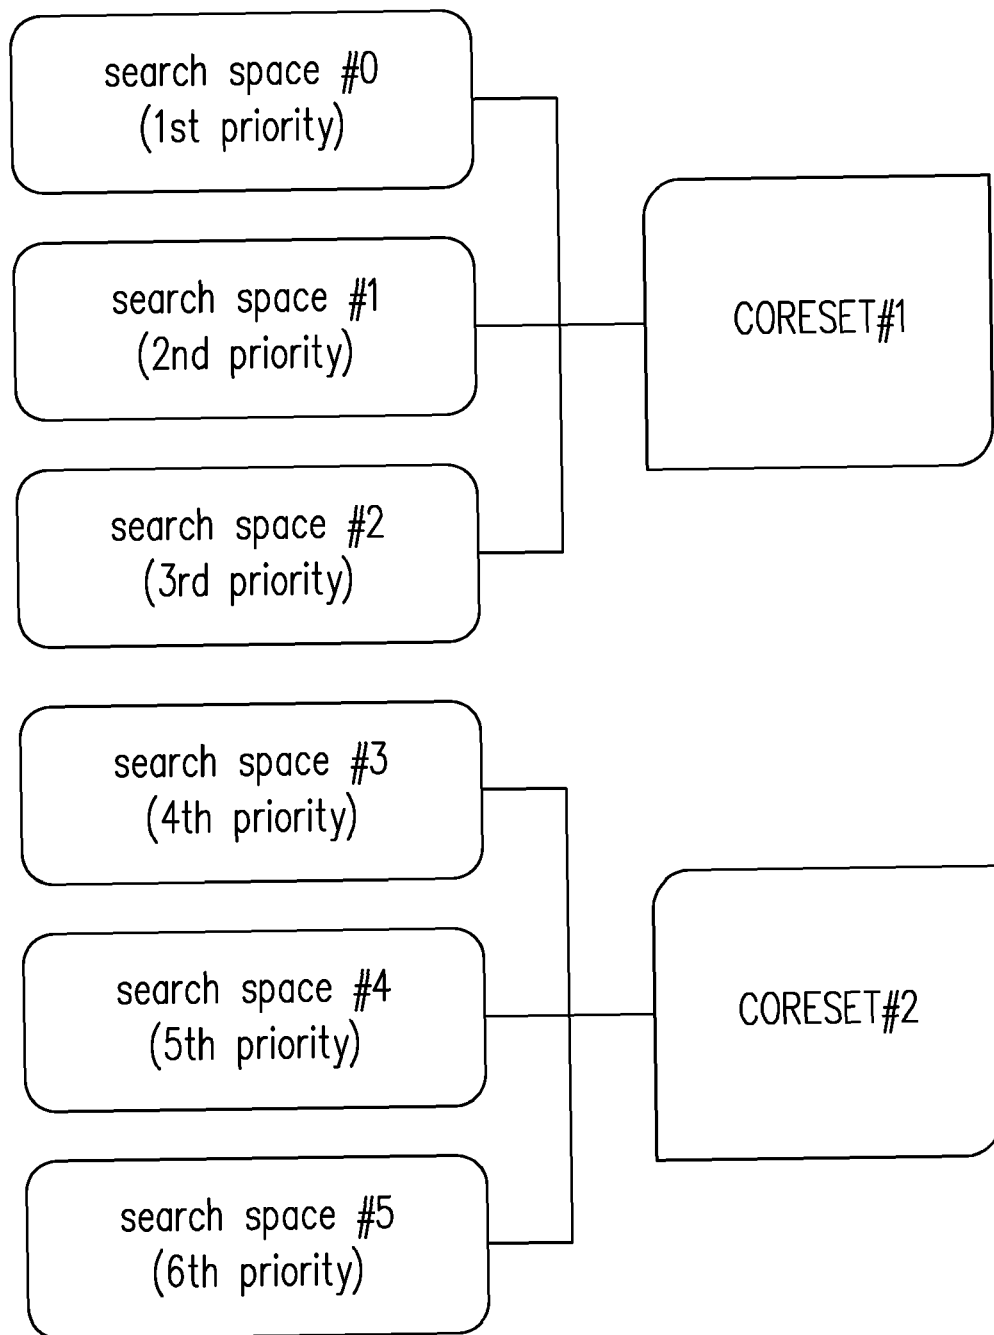 search space #0
(1st priority)
search space #1
(2nd priority)
search space #2
(3rd priority)
CORESET#1
search space #3
(4th priority)
search space #4
(5th priority)
search space #5
(6th priority)
CORESET#2